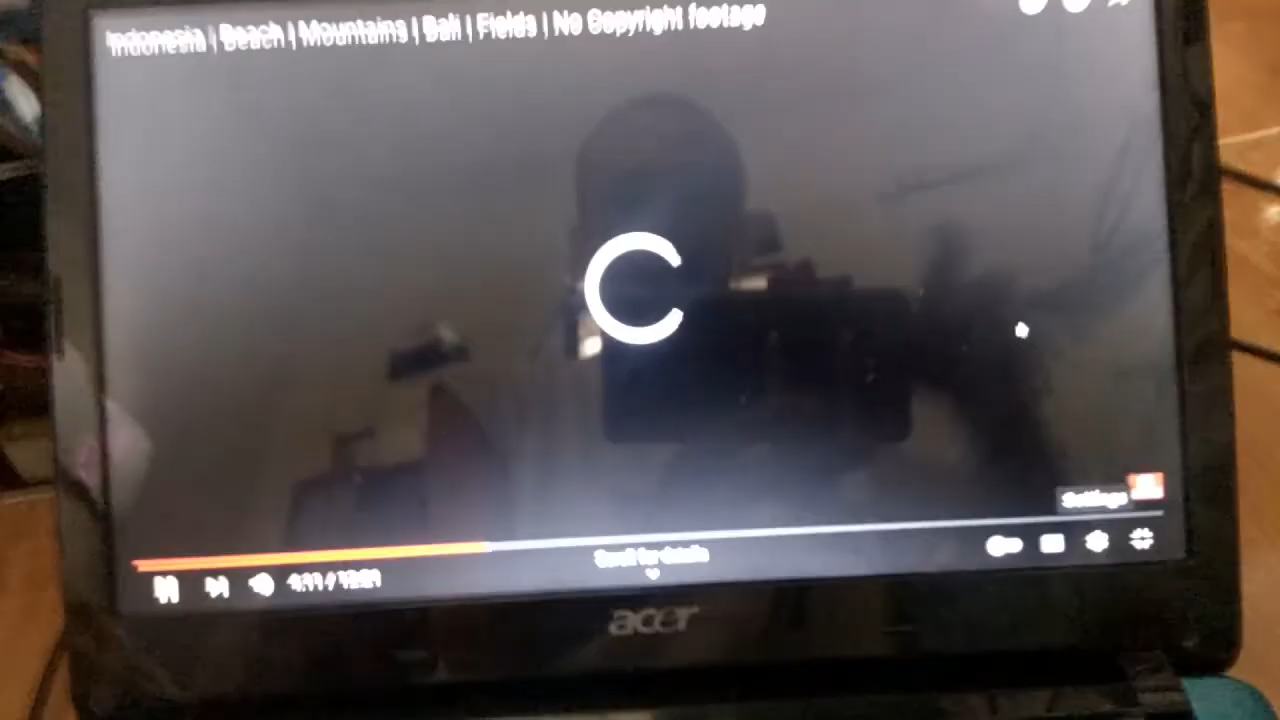 Indonesia | Beach | Mountains | Bali | Fields | No Copyright footage
Settings
Scroll for details
acer